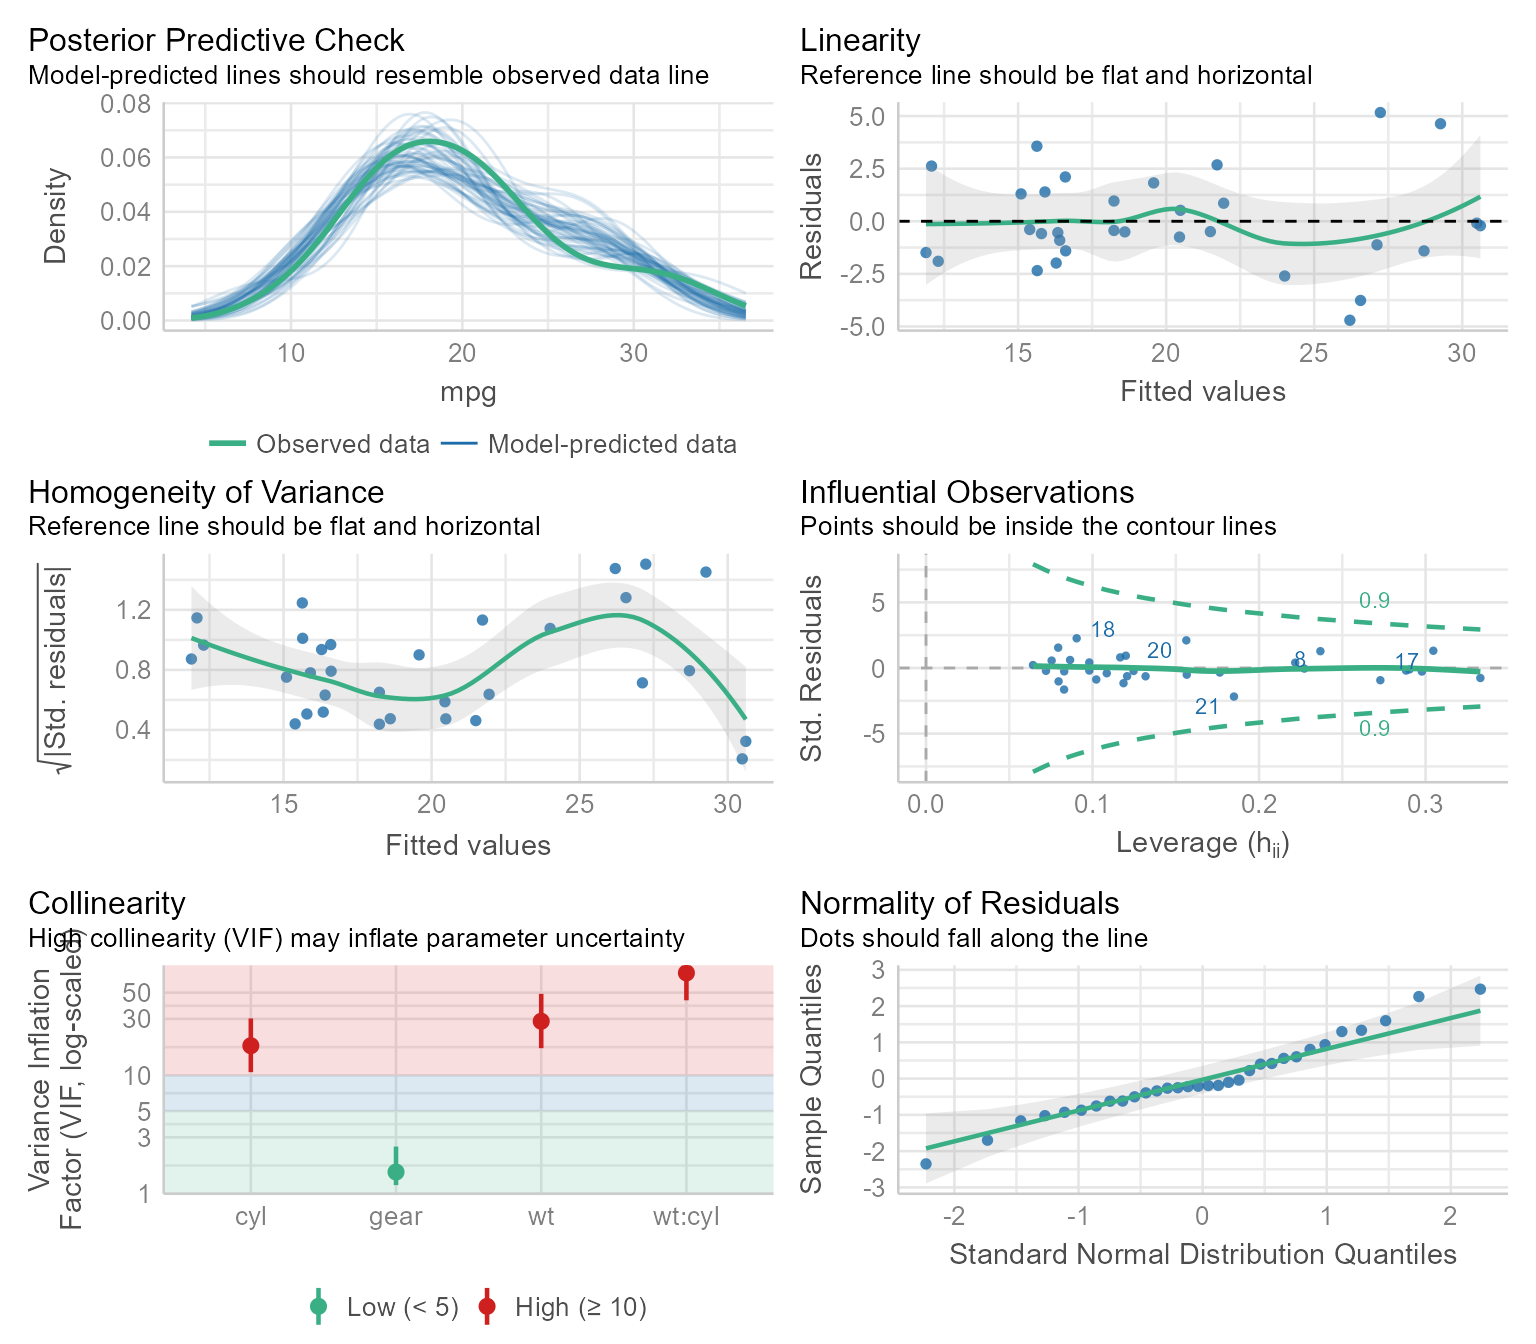 Posterior Predictive Check
Model-predicted lines should resemble observed data line
0.08
0.06
0.04
0.02
0.00
Density
10
20
30
mpg
Observed data
Model-predicted data
Linearity
Reference line should be flat and horizontal
5.0
2.5
0.0
-2.5
-5.0
Residuals
15
20
25
30
Fitted values
Homogeneity of Variance
Reference line should be flat and horizontal
1.2
0.8
0.4
√|Std. residuals|
15
20
25
30
Fitted values
Influential Observations
Points should be inside the contour lines
5
0
-5
Std. Residuals
0.9
18
20
8
17
21
0.9
0.0
0.1
0.2
0.3
Leverage (hii)
Collinearity
High collinearity (VIF) may inflate parameter uncertainty
50
30
10
5
3
1
Variance Inflation
Factor (VIF, log-scaled)
cyl
gear
wt
wt:cyl
Low (< 5)
High (≥ 10)
Normality of Residuals
Dots should fall along the line
3
2
1
0
-1
-2
-3
Sample Quantiles
-2
-1
0
1
2
Standard Normal Distribution Quantiles